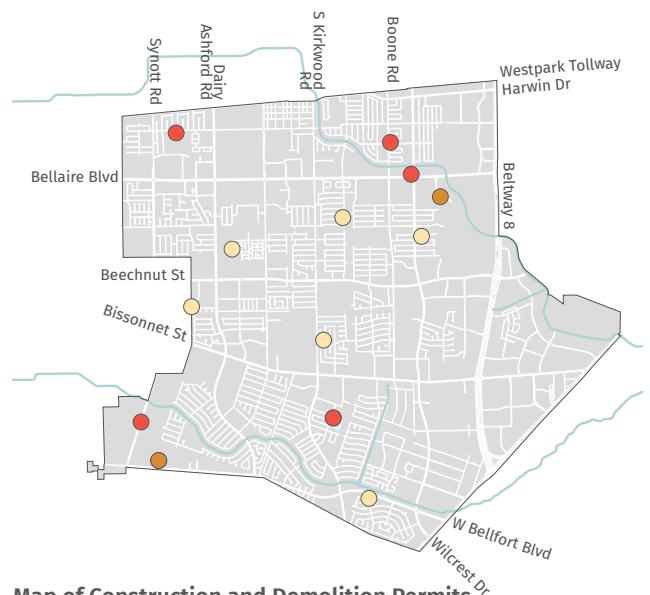 Synott Rd
Dairy
Ashford Rd
S Kirkwood
Rd
Boone Rd
Westpark Tollway
Harwin Dr
Bellaire Blvd
Beltway 8
Beechnut St
Bissonnet St
W Bellfort Blvd
Wilcrest Dr
Map of Construction and Demolition Permits